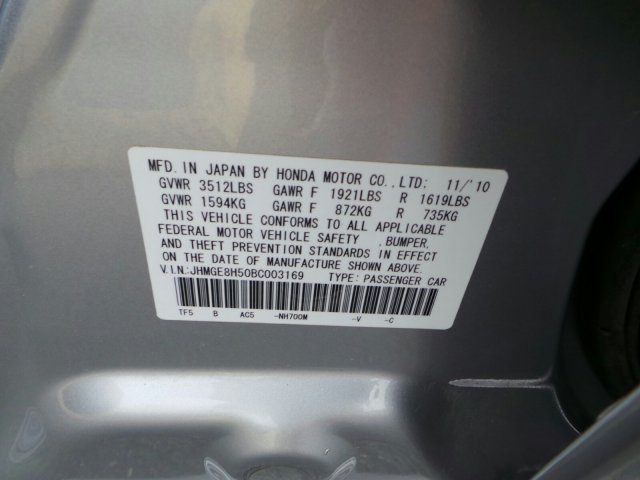 MFD. IN JAPAN BY HONDA MOTOR CO., LTD: 11/'10
GVWR 3512LBS GAWR F 1921LBS R 1619LBS
GVWR 1594KG GAWR F 872KG R 735KG
THIS VEHICLE CONFORMS TO ALL APPLICABLE
FEDERAL MOTOR VEHICLE SAFETY ,BUMPER,
AND THEFT PREVENTION STANDARDS IN EFFECT
ON THE DATE OF MANUFACTURE SHOWN ABOVE.
V.I.N:JHMGE8H50BC003169 TYPE: PASSENGER CAR
TF5 B AC5 -NH700M -V -C